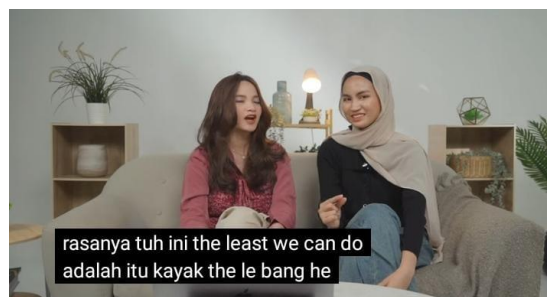 rasanya tuh ini the least we can do
adalah itu kayak the le bang he